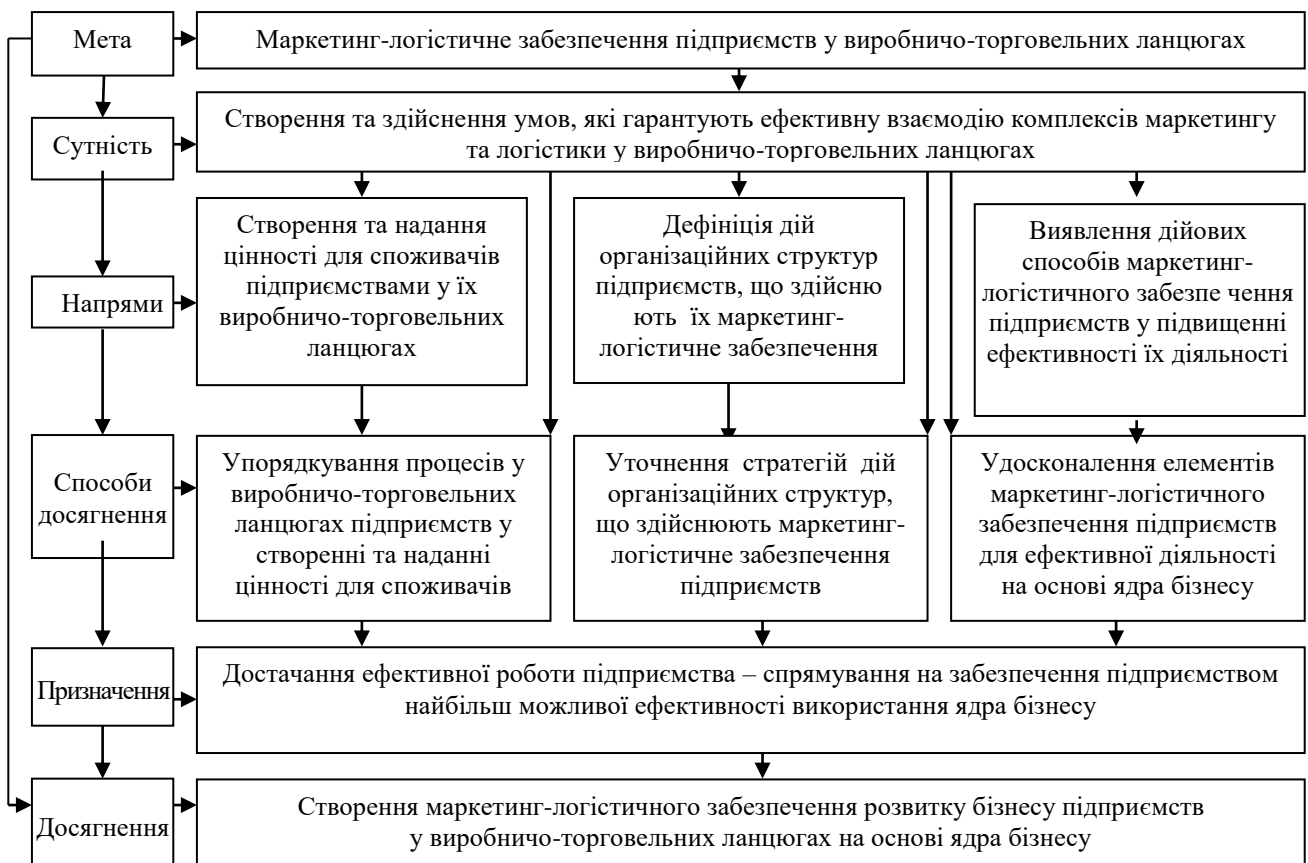 Мета
Маркетинг-логістичне забезпечення підприємств у виробничо-торговельних ланцюгах
Сутність
Створення та здійснення умов, які гарантують ефективну взаємодію комплексів маркетингу
та логістики у виробничо-торговельних ланцюгах
Напрями
Створення та надання
цінності для споживачів
підприємствами у їх
виробничо-торговельних
ланцюгах
Дефініція дій
організаційних структур
підприємств, що здійсню
ють їх маркетинг-
логістичне забезпечення
Виявлення дійових
способів маркетинг-
логістичного забезпе чення
підприємств у підвищенні
ефективності їх діяльності
Способи
досягнення
Упорядкування процесів у
виробничо-торговельних
ланцюгах підприємств у
створенні та наданні
цінності для споживачів
Уточнення стратегій дій
організаційних структур,
що здійснюють маркетинг-
логістичне забезпечення
підприємств
Удосконалення елементів
маркетинг-логістичного
забезпечення підприємств
для ефективної діяльності
на основі ядра бізнесу
Призначення
Достачання ефективної роботи підприємства – спрямування на забезпечення підприємством
найбільш можливої ефективності використання ядра бізнесу
Досягнення
Створення маркетинг-логістичного забезпечення розвитку бізнесу підприємств
у виробничо-торговельних ланцюгах на основі ядра бізнесу